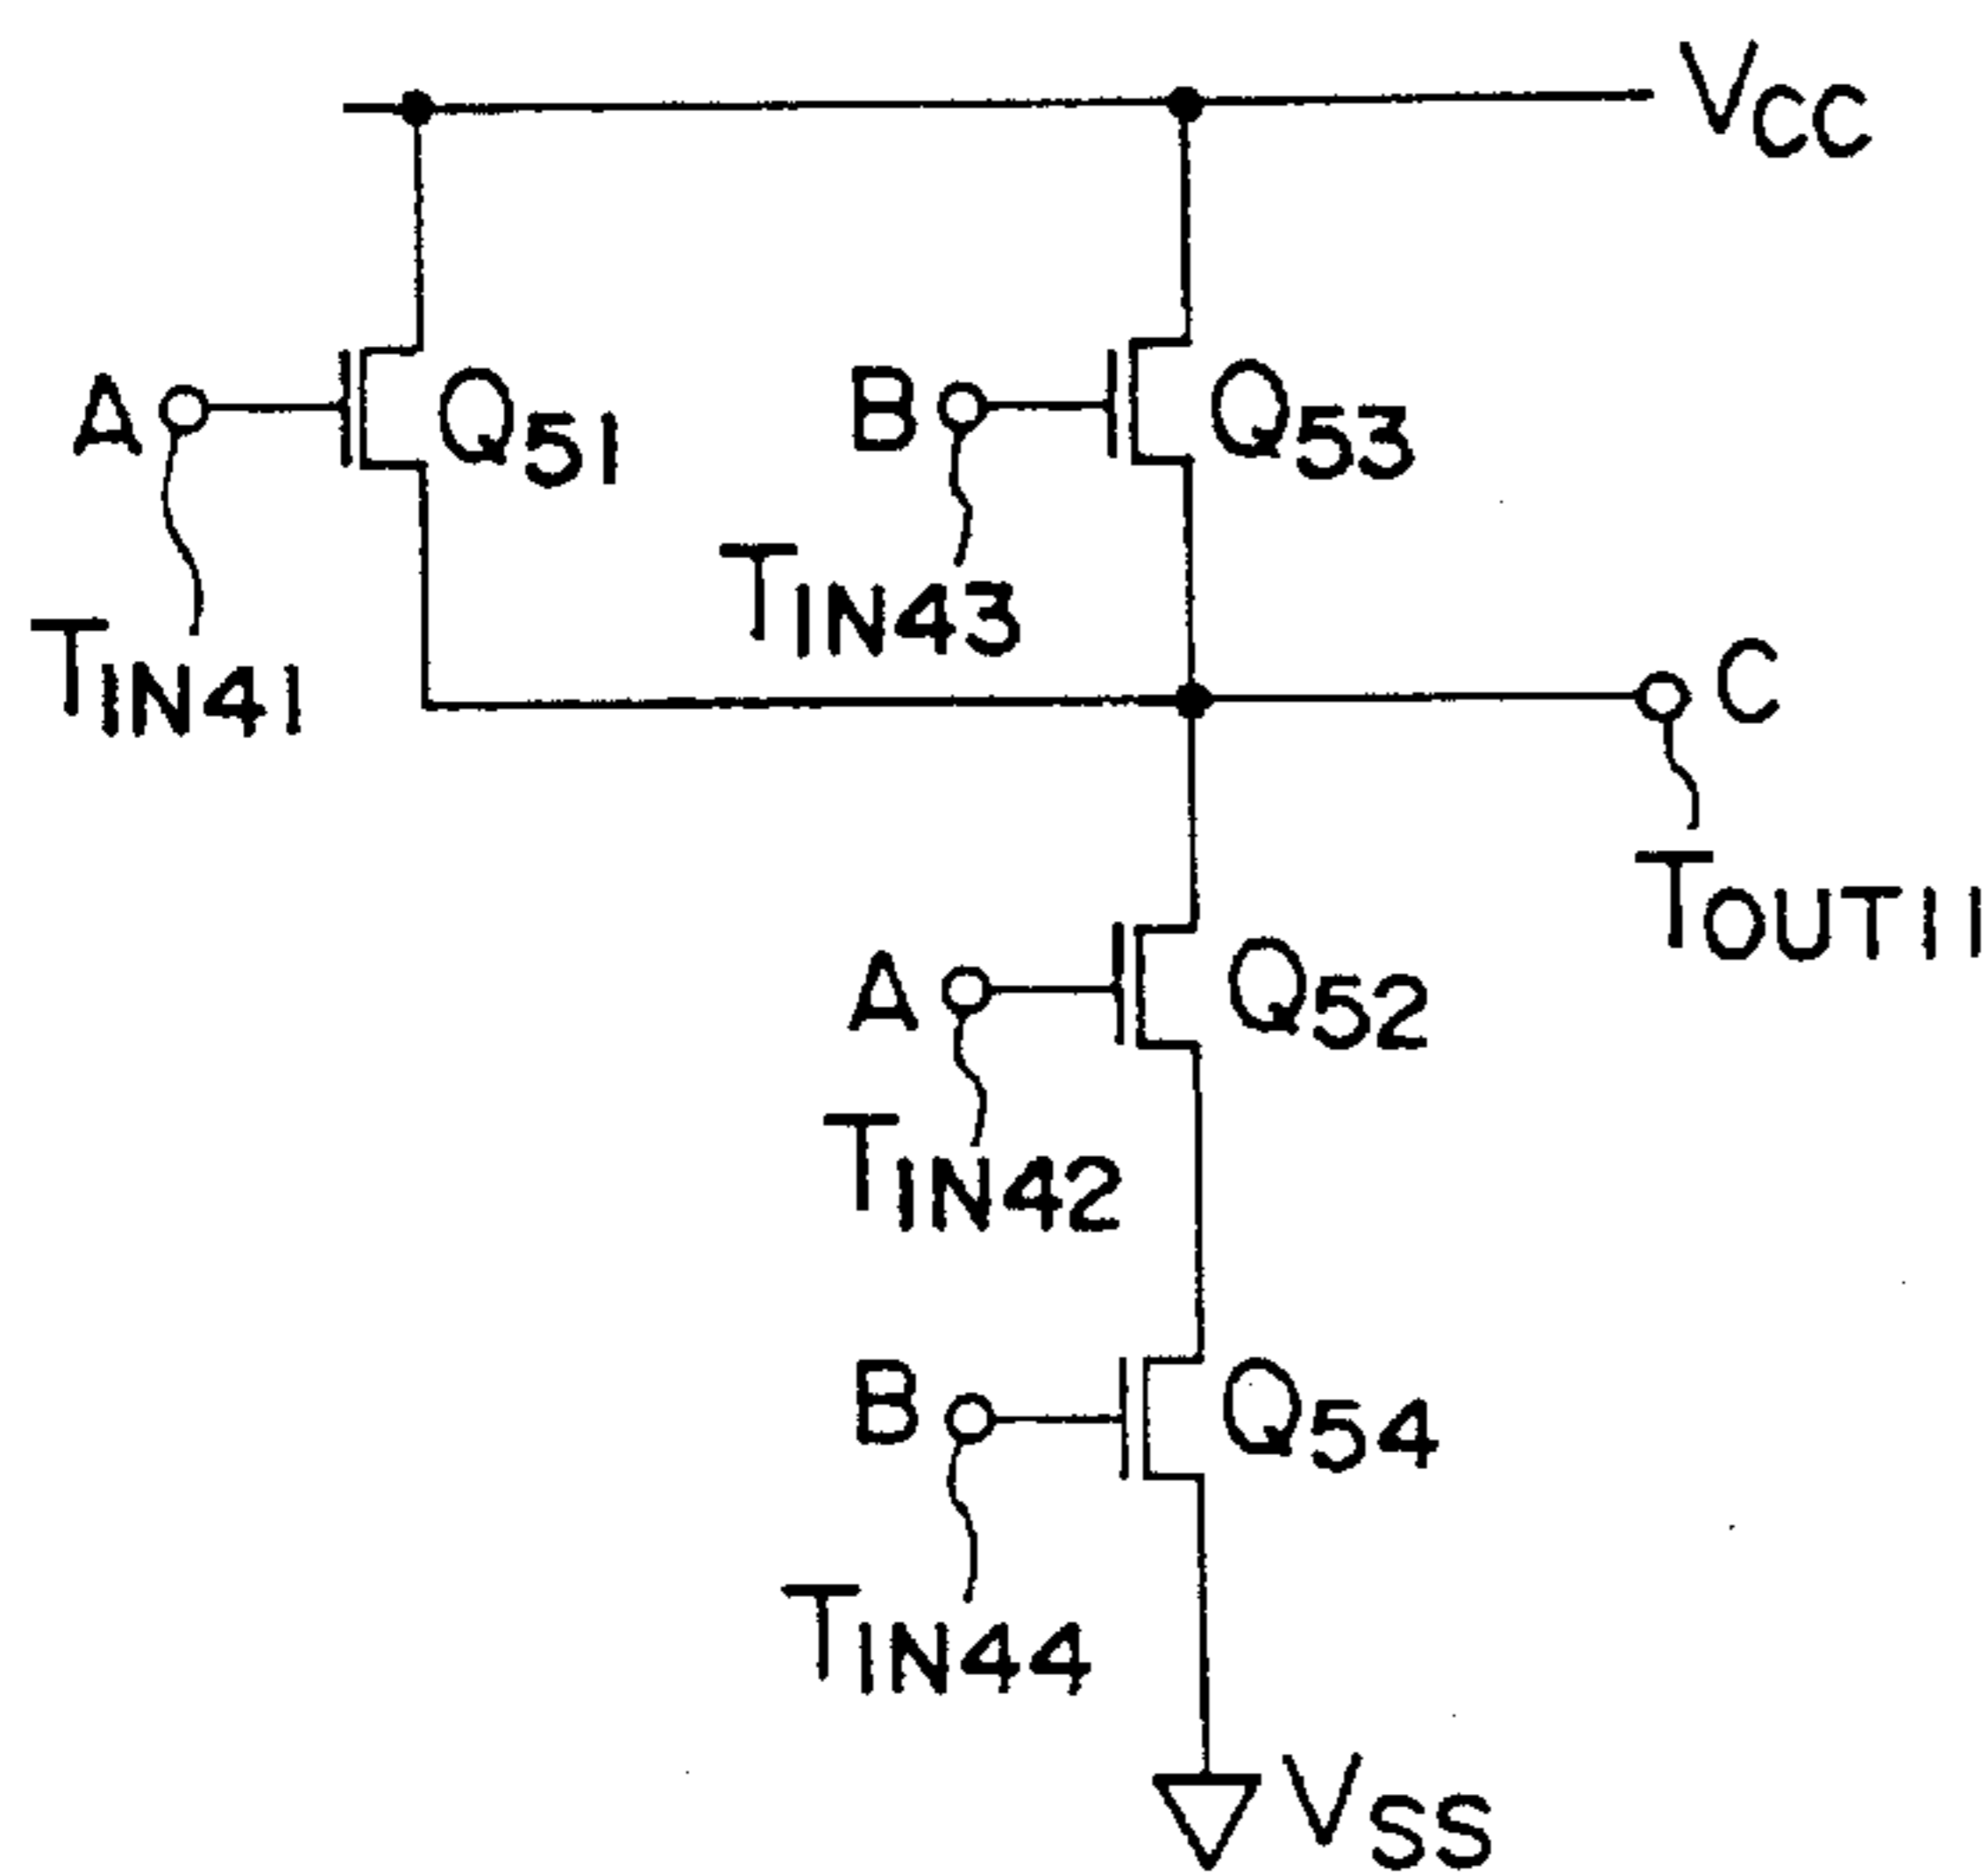 VCC
A Q51 B Q53
TIN43
TIN41
C
TOUT11
A Q52
TIN42
B Q54
TIN44
VSS